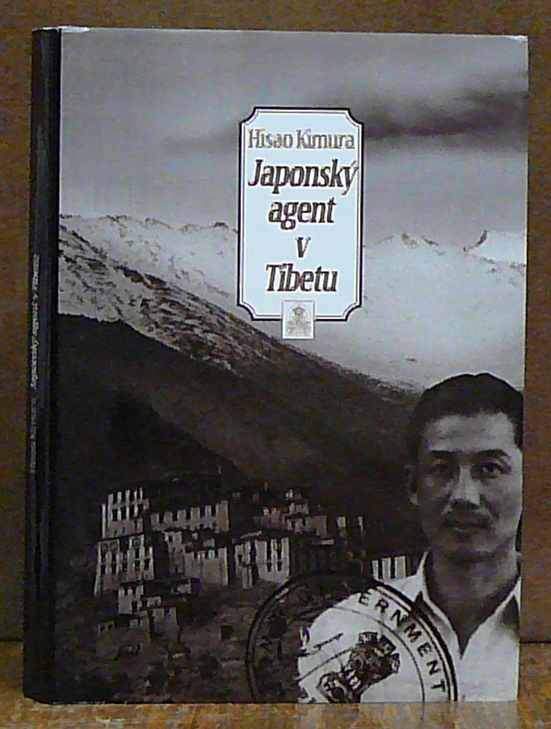 Hisao Kimura
Japonský
agent
v
Tibetu
ERNMENT